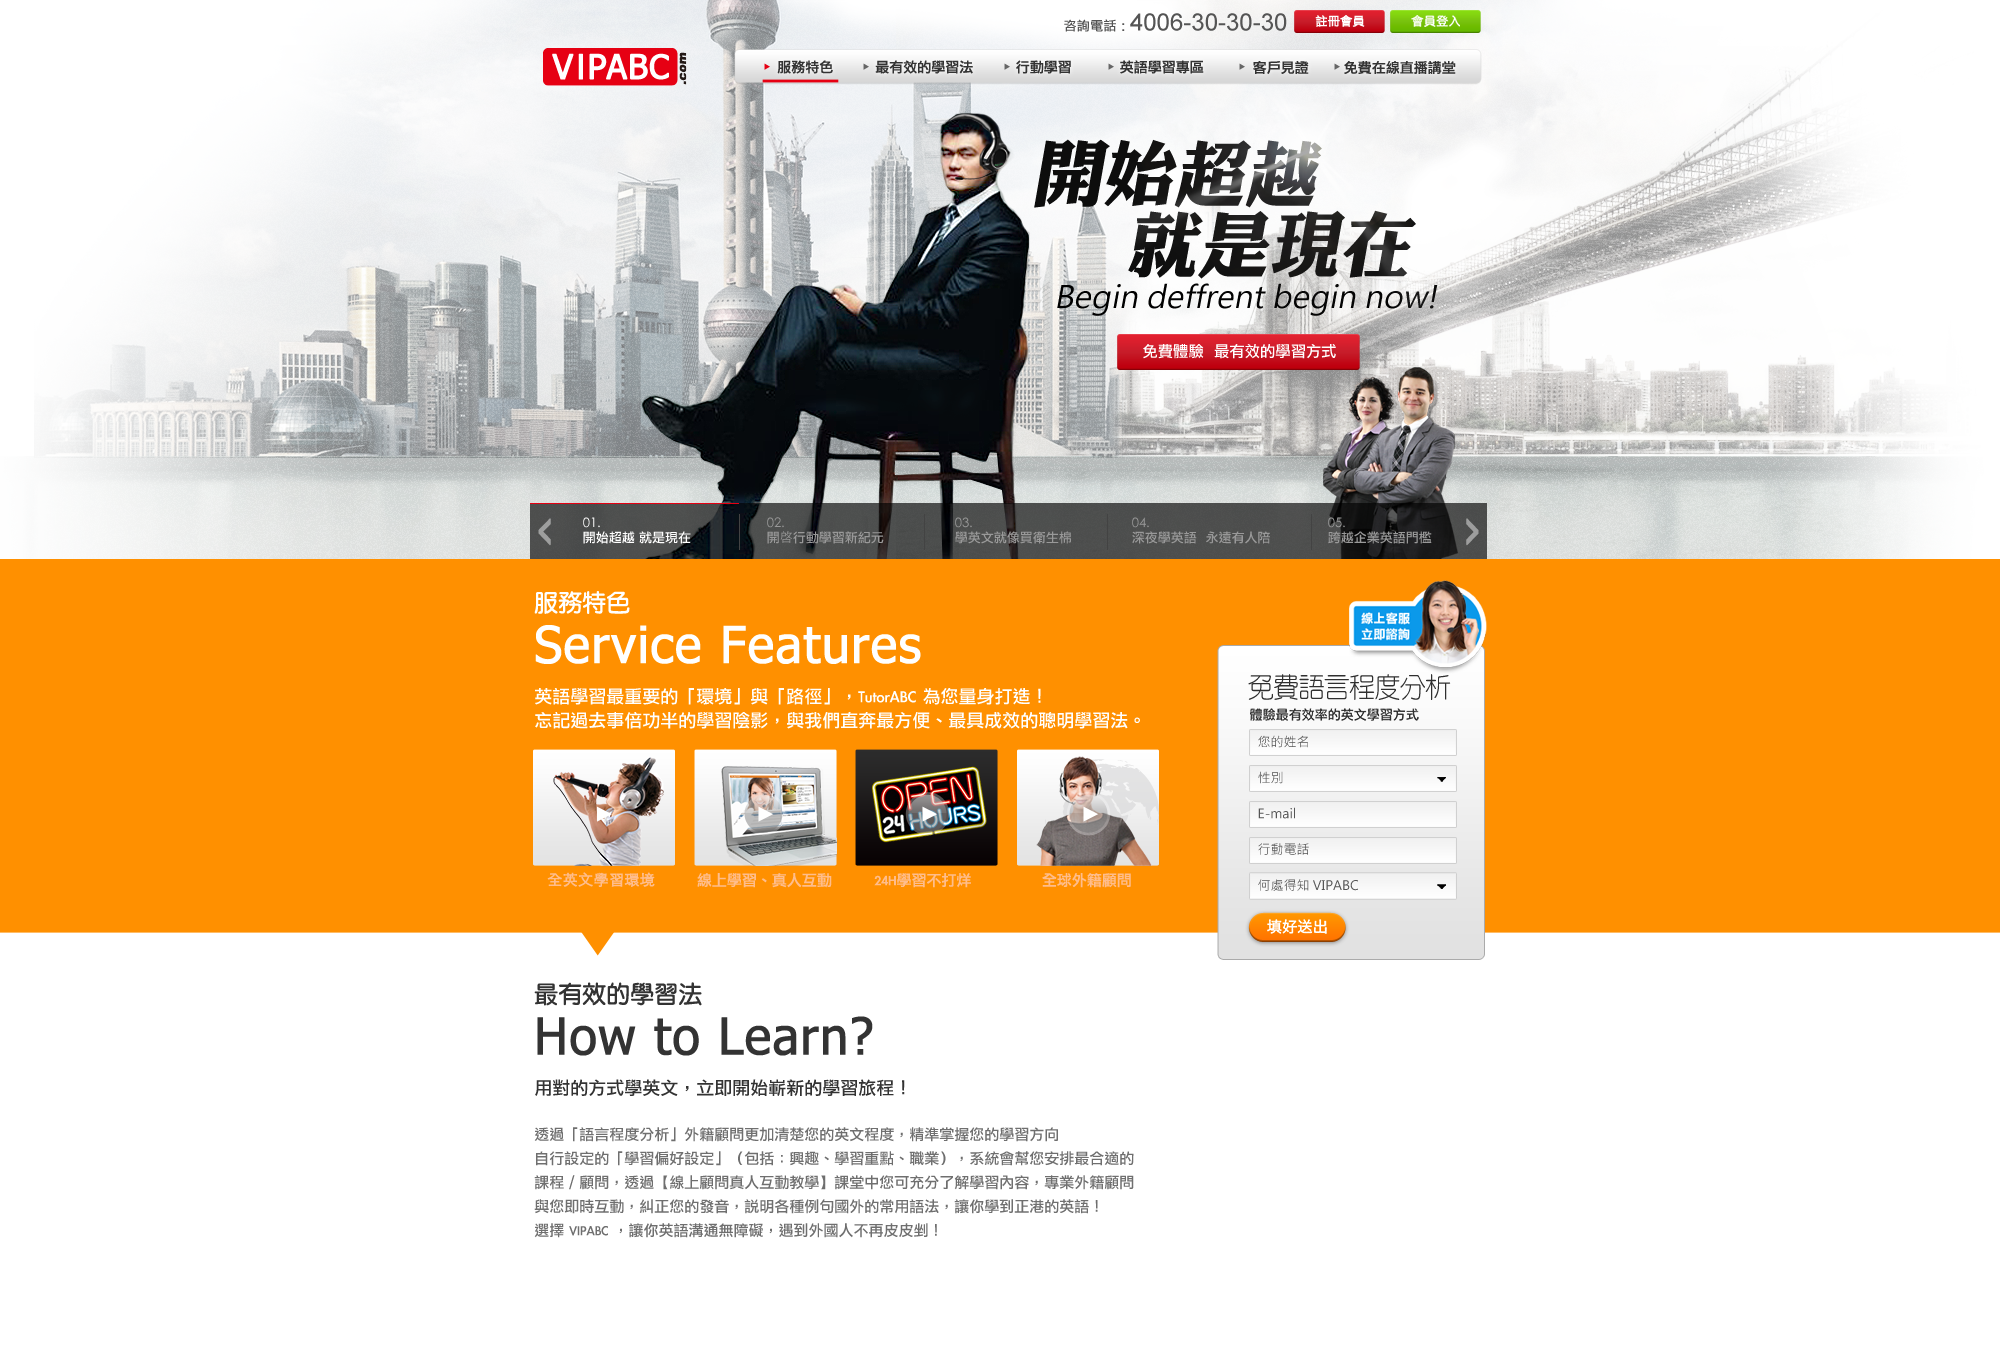 咨詢電話：4006-30-30-30
註冊會員
會員登入
VIPABC.com
服務特色
最有效的學習法
行動學習
英語學習專區
客戶見證
免費在線直播講堂
開始超越
就是現在
Begin deffrent begin now!
免費體驗 最有效的學習方式
01.
開始超越 就是現在
02.
開啓行動學習新紀元
03.
學英文就像買衛生棉
04.
深夜學英語 永遠有人陪
05.
跨越企業英語門檻
服務特色
Service Features
英語學習最重要的「環境」與「路徑」，TutorABC 為您量身打造！
忘記過去事倍功半的學習陰影，與我們直奔最方便、最具成效的聰明學習法。
OPEN
24 HOURS
全英文學習環境
線上學習、真人互動
24H學習不打烊
全球外籍顧問
線上客服
立即諮詢
免費語言程度分析
體驗最有效率的英文學習方式
您的姓名
性別
E-mail
行動電話
何處得知 VIPABC
填好送出
最有效的學習法
How to Learn?
用對的方式學英文，立即開始嶄新的學習旅程！
透過「語言程度分析」外籍顧問更加清楚您的英文程度，精準掌握您的學習方向
自行設定的「學習偏好設定」（包括：興趣、學習重點、職業），系統會幫您安排最合適的
課程 / 顧問，透過【線上顧問真人互動教學】課堂中您可充分了解學習內容，專業外籍顧問
與您即時互動，糾正您的發音，説明各種例句國外的常用語法，讓你學到正港的英語！
選擇 VIPABC ，讓你英語溝通無障礙，遇到外國人不再皮皮剉！